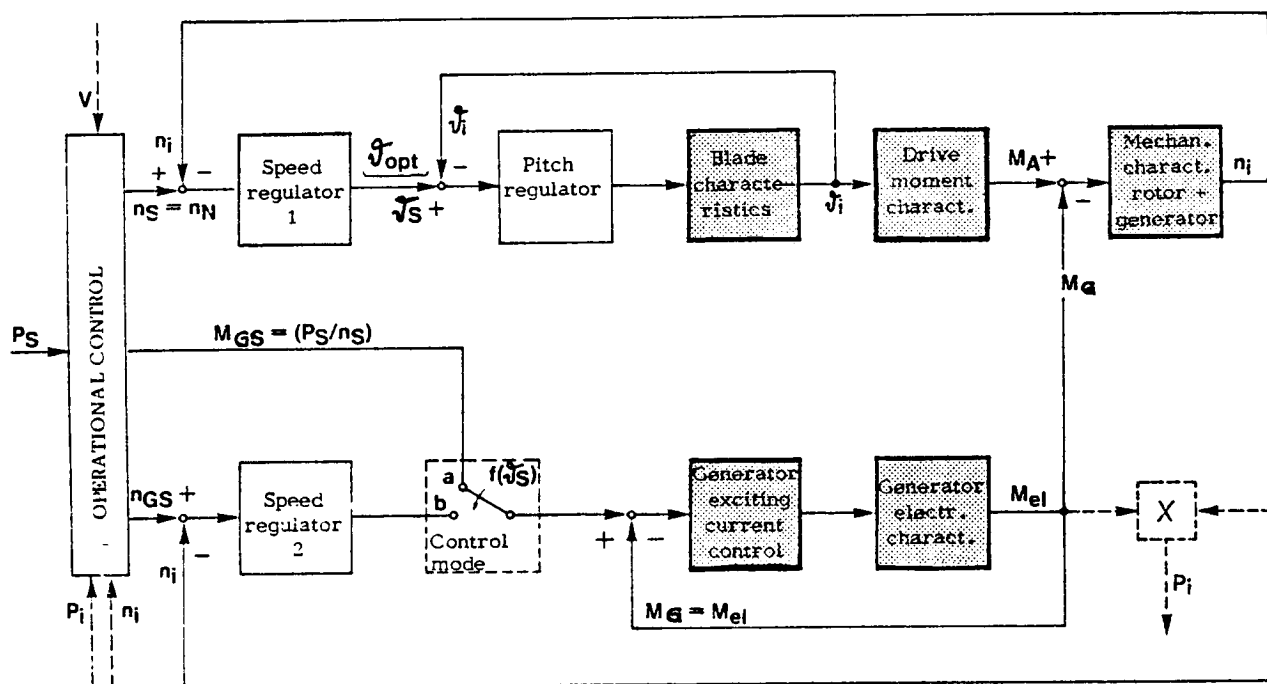 V
n_i
ϑ_i
+ −
n_S = n_N
Speed
regulator
1
ϑ_opt
ϑ_S +
−
Pitch
regulator
Blade
characte-
ristics
ϑ_i
Drive
moment
charact.
M_A +
−
Mechan.
charact.
rotor +
generator
n_i
M_G
P_S
OPERATIONAL CONTROL
M_GS = (P_S/n_S)
n_GS +
−
n_i
Speed
regulator
2
a
b
f(ϑ_S)
Control
mode
+ −
Generator
exciting
current
control
Generator
electr.
charact.
M_el
X
P_i
M_G = M_el
P_i
n_i